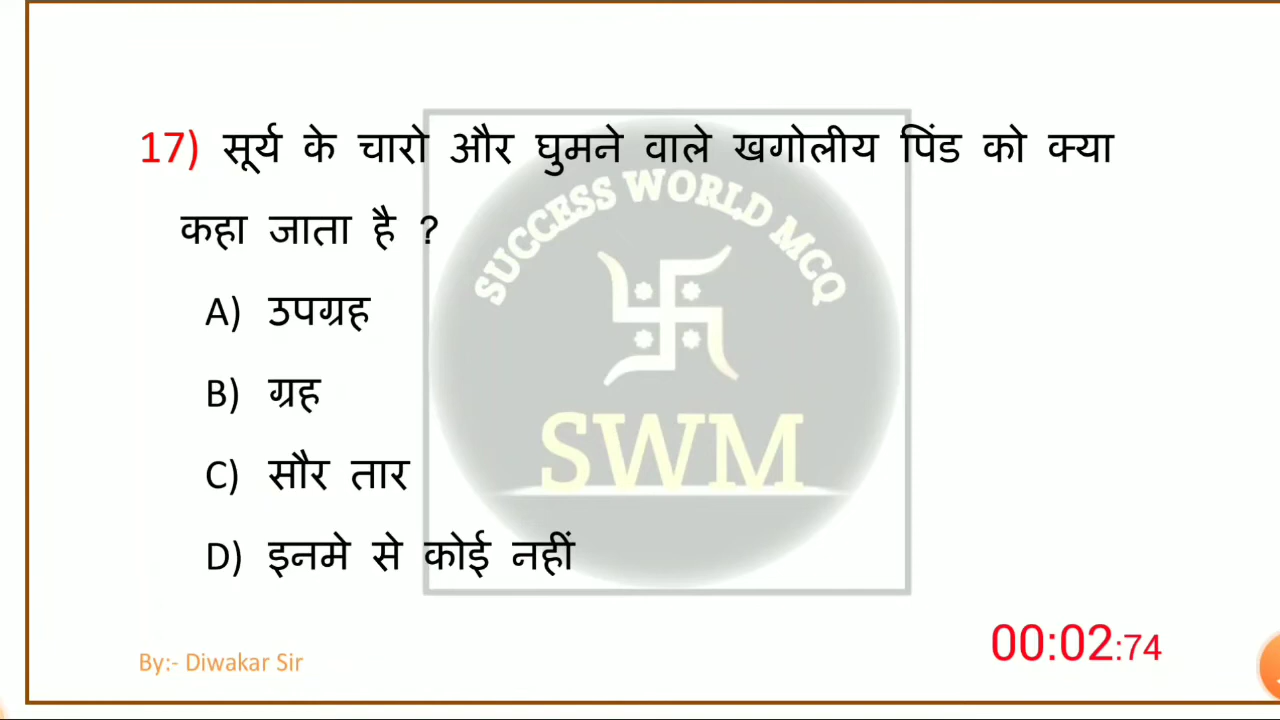 17) सूर्य के चारो और घुमने वाले खगोलीय पिंड को क्या
कहा जाता है ?
SUCCESS WORLD MCQ
A) उपग्रह
B) ग्रह
SWM
C) सौर तार
D) इनमे से कोई नहीं
00:02:74
By:- Diwakar Sir